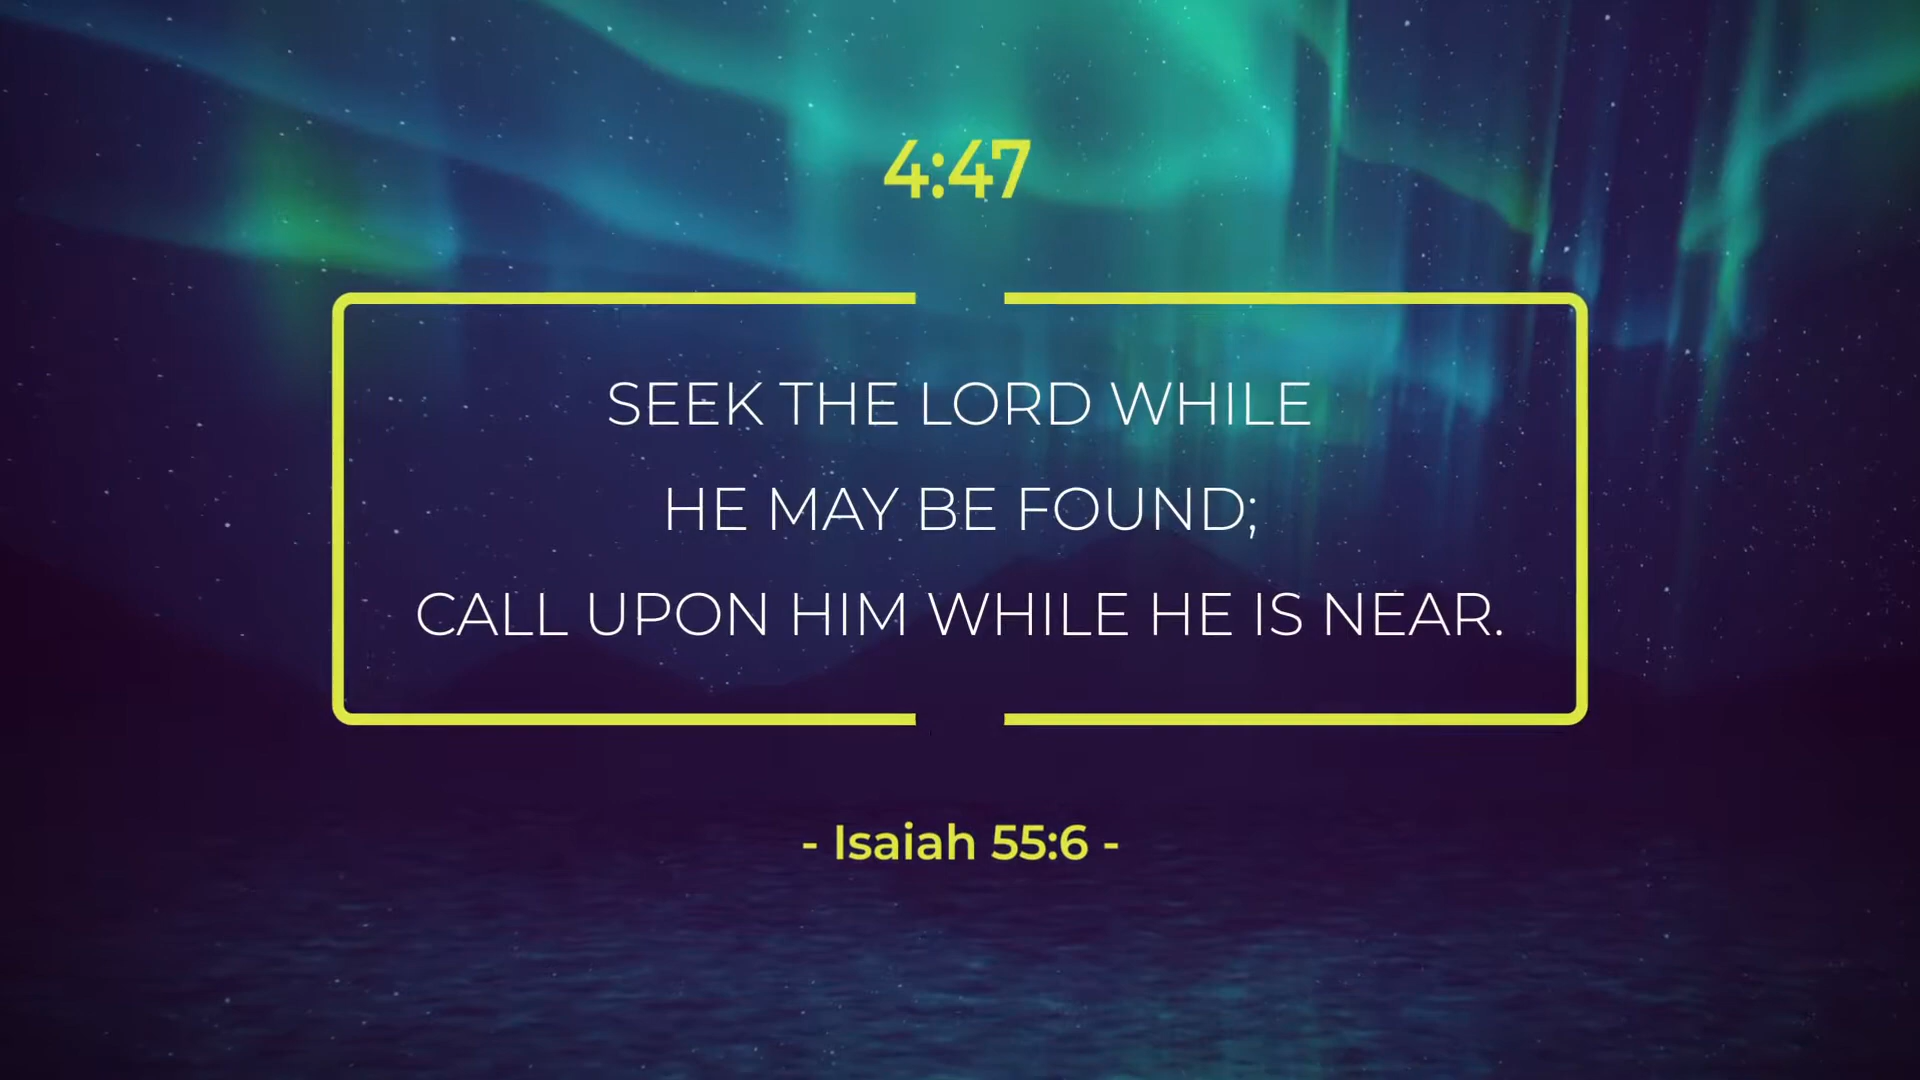 4:47
SEEK THE LORD WHILE
HE MAY BE FOUND;
CALL UPON HIM WHILE HE IS NEAR.
- Isaiah 55:6 -